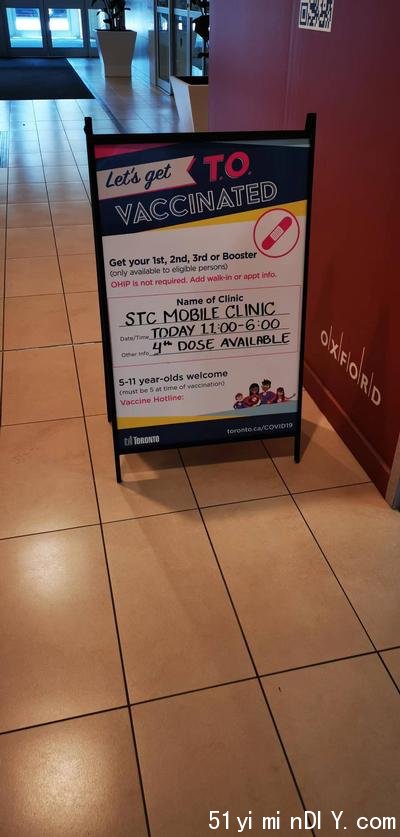 Let's get T.O.
VACCINATED
Get your 1st, 2nd, 3rd or Booster
(only available to eligible persons)
OHIP is not required. Add walk-in or appt info.
Name of Clinic
STC MOBILE CLINIC
Date/Time TODAY 11:00-6:00
Other Info 4th DOSE AVAILABLE
5-11 year-olds welcome
(must be 5 at time of vaccination)
Vaccine Hotline:
TORONTO
toronto.ca/COVID19
OXFORD
51yiminDIY.com